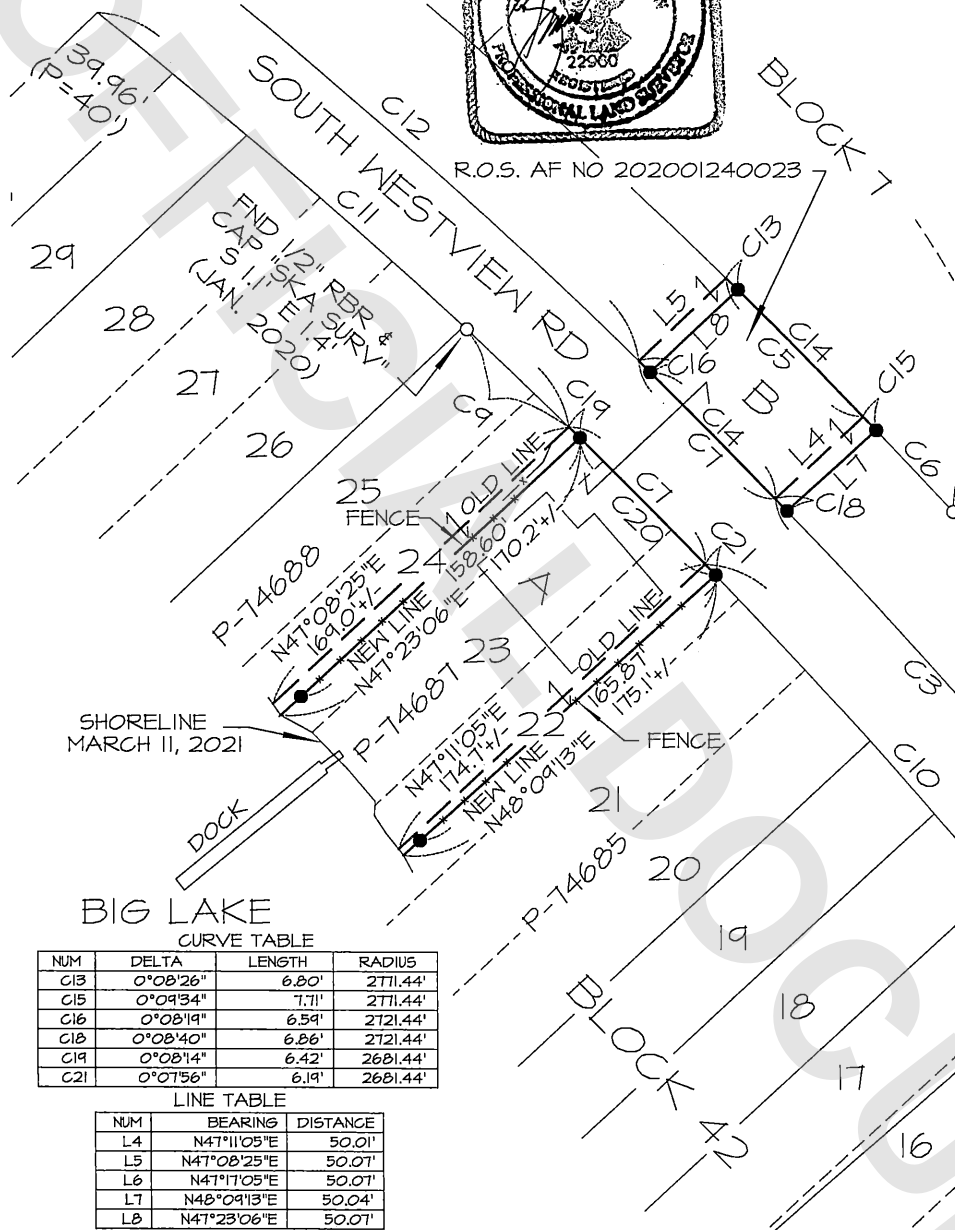 OFFICIAL DOCU
22960
REGISTERED
PROFESSIONAL LAND SURVEYOR
39.96'
(P=40')
SOUTH WESTVIEW RD
C12
BLOCK 7
R.O.S. AF NO 202001240023
C11
FND 1/2" RBR &
CAP "SKA SURV"
S 1.1' E 1.4'
(JAN. 2020)
29
28
27
26
25
24
23
22
21
20
19
18
17
16
C13
L5
L8
C14
C5
C16
C15
B
C14
C7
L4
L7
C6
C18
C9
C19
OLD LINE
FENCE
158.60'
170.2'+/-
C7
C20
C21
A
P-74688
N47°08'25"E
169.0'+/-
NEW LINE
N47°23'06"E
OLD LINE
165.87'
175.1'+/-
C3
C10
FENCE
SHORELINE
MARCH 11, 2021
P-74687
N47°11'05"E
174.7'+/-
NEW LINE
N48°09'13"E
DOCK
P-74685
BIG LAKE
BLOCK 42
CURVE TABLE
NUM DELTA LENGTH RADIUS
C13 0°08'26" 6.80' 2771.44'
C15 0°09'34" 7.71' 2771.44'
C16 0°08'19" 6.59' 2721.44'
C18 0°08'40" 6.86' 2721.44'
C19 0°08'14" 6.42' 2681.44'
C21 0°07'56" 6.19' 2681.44'
LINE TABLE
NUM BEARING DISTANCE
L4 N47°11'05"E 50.01'
L5 N47°08'25"E 50.07'
L6 N47°17'05"E 50.07'
L7 N48°09'13"E 50.04'
L8 N47°23'06"E 50.07'